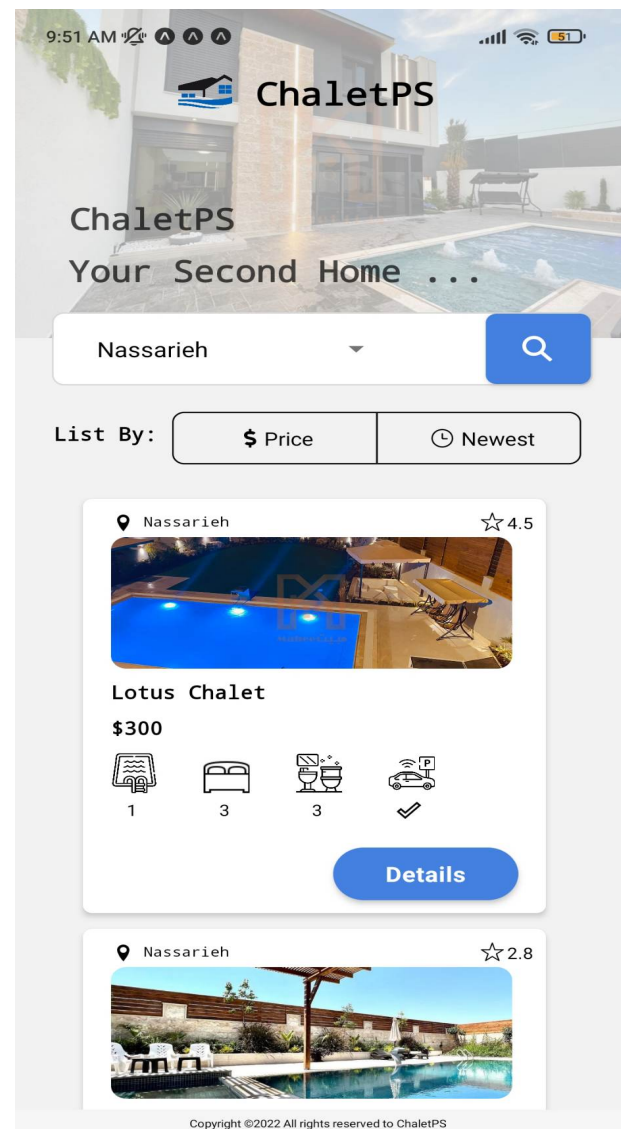 9:51 AM
51
ChaletPS
ChaletPS
Your Second Home ...
Nassarieh
List By:
$ Price
Newest
Nassarieh
4.5
Lotus Chalet
$300
P
1
3
3
Details
Nassarieh
2.8
Copyright ©2022 All rights reserved to ChaletPS